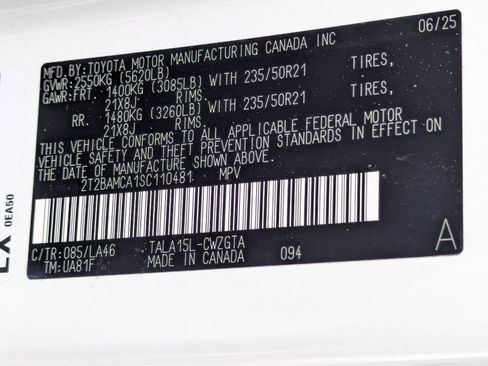 MFD.BY:TOYOTA MOTOR MANUFACTURING CANADA INC 06/25
GVWR:2550KG (5620LB)
GAWR:FRT. 1400KG (3085LB) WITH 235/50R21 TIRES,
21X8J RIMS.
RR. 1480KG (3260LB) WITH 235/50R21 TIRES,
21X8J RIMS.
THIS VEHICLE CONFORMS TO ALL APPLICABLE FEDERAL MOTOR
VEHICLE SAFETY AND THEFT PREVENTION STANDARDS IN EFFECT ON
THE DATE OF MANUFACTURE SHOWN ABOVE.
2T2BAMCA1SC110481 MPV
C/TR:085/LA46 TALA15L-CWZGTA A
TM:UA81F MADE IN CANADA 094
0EA50